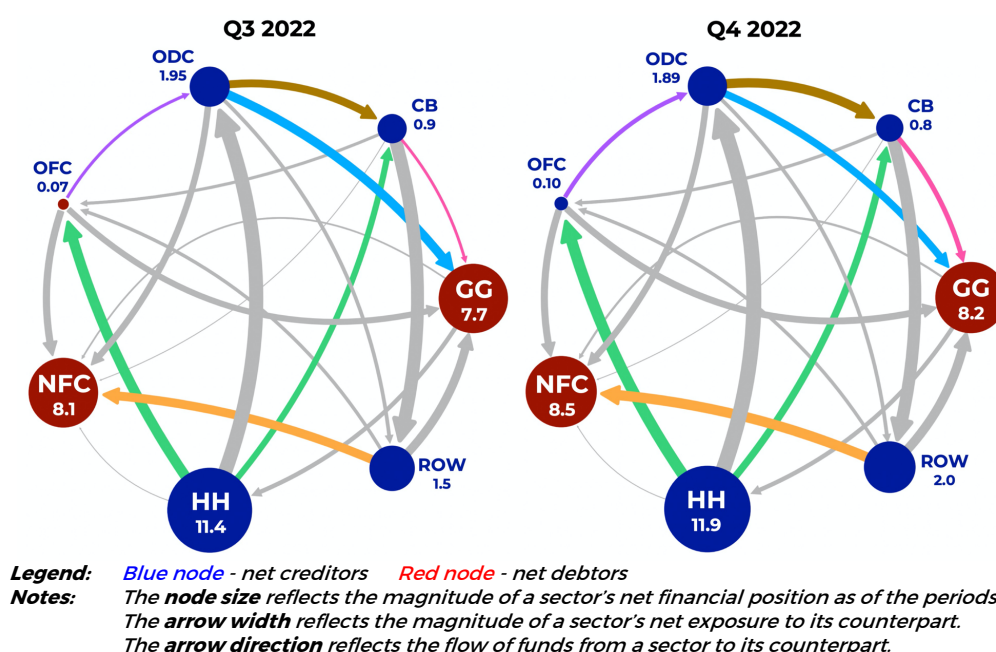 Q3 2022
ODC
1.95
CB
0.9
OFC
0.07
GG
7.7
NFC
8.1
ROW
1.5
HH
11.4
Q4 2022
ODC
1.89
CB
0.8
OFC
0.10
GG
8.2
NFC
8.5
ROW
2.0
HH
11.9
Legend: Blue node - net creditors Red node - net debtors
Notes: The node size reflects the magnitude of a sector's net financial position as of the periods
The arrow width reflects the magnitude of a sector's net exposure to its counterpart.
The arrow direction reflects the flow of funds from a sector to its counterpart.